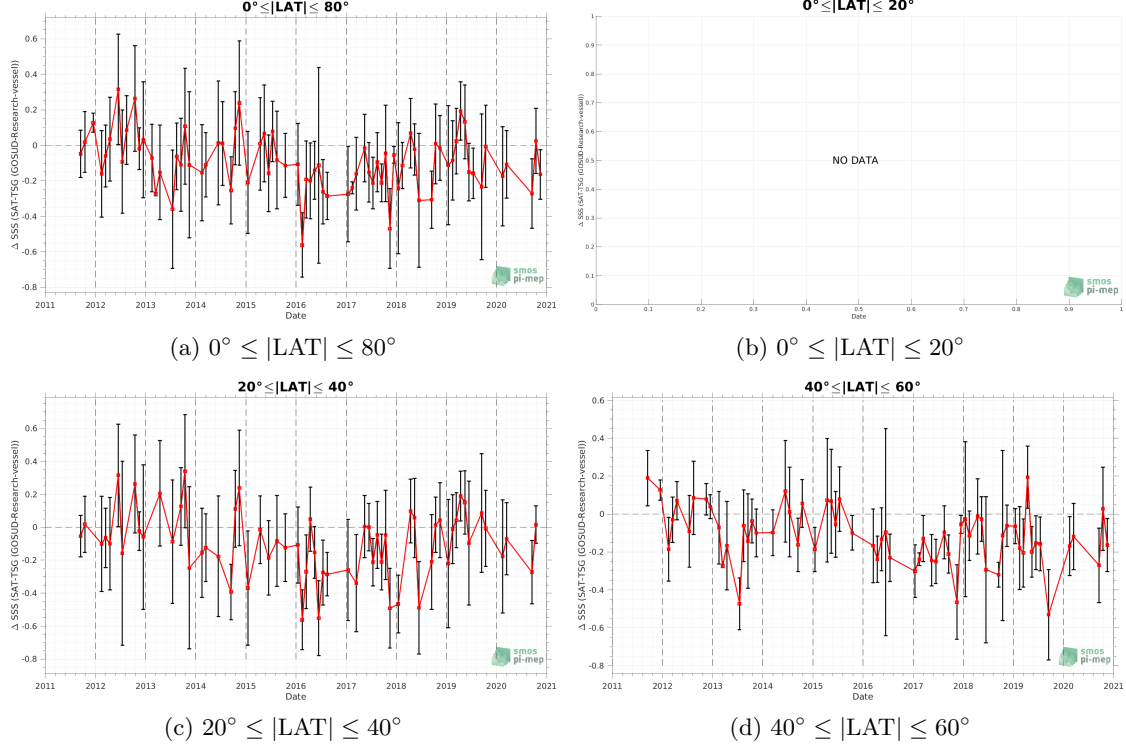 0°≤|LAT|≤ 80°
Δ SSS (SAT-TSG (GOSUD-Research-vessel))
0.6
0.4
0.2
0
-0.2
-0.4
-0.6
-0.8
2011 2012 2013 2014 2015 2016 2017 2018 2019 2020 2021
Date
smos
pi-mep
(a) 0° ≤ |LAT| ≤ 80°
0°≤|LAT|≤ 20°
Δ SSS (SAT-TSG (GOSUD-Research-vessel))
1
0.9
0.8
0.7
0.6
0.5
0.4
0.3
0.2
0.1
0
NO DATA
0 0.1 0.2 0.3 0.4 0.5 0.6 0.7 0.8 0.9 1
Date
smos
pi-mep
(b) 0° ≤ |LAT| ≤ 20°
20°≤|LAT|≤ 40°
Δ SSS (SAT-TSG (GOSUD-Research-vessel))
0.6
0.4
0.2
0
-0.2
-0.4
-0.6
-0.8
2011 2012 2013 2014 2015 2016 2017 2018 2019 2020 2021
Date
smos
pi-mep
(c) 20° ≤ |LAT| ≤ 40°
40°≤|LAT|≤ 60°
Δ SSS (SAT-TSG (GOSUD-Research-vessel))
0.6
0.4
0.2
0
-0.2
-0.4
-0.6
-0.8
2011 2012 2013 2014 2015 2016 2017 2018 2019 2020 2021
Date
smos
pi-mep
(d) 40° ≤ |LAT| ≤ 60°